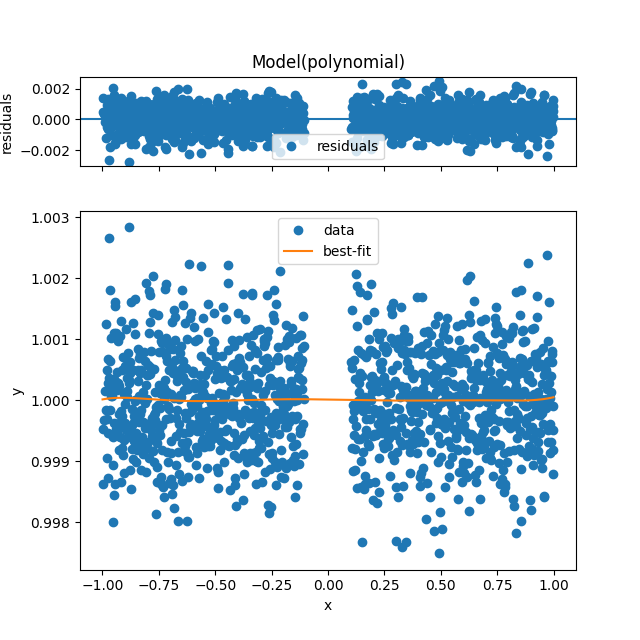 Model(polynomial)
residuals
0.002
0.000
−0.002
residuals
1.003
1.002
1.001
1.000
0.999
0.998
y
data
best-fit
−1.00 −0.75 −0.50 −0.25 0.00 0.25 0.50 0.75 1.00
x